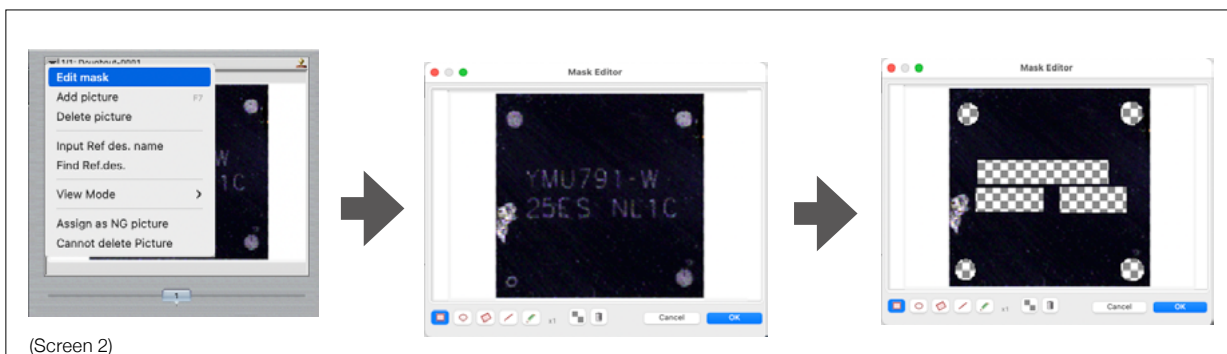 1/1: Doughnut-0001
Edit mask
Add picture F7
Delete picture
Input Ref des. name
Find Ref.des.
View Mode >
Assign as NG picture
Cannot delete Picture
W
1C
1
(Screen 2)
Mask Editor
YMU791-W
25ES NL1C
x1
Cancel
OK
Mask Editor
x1
Cancel
OK